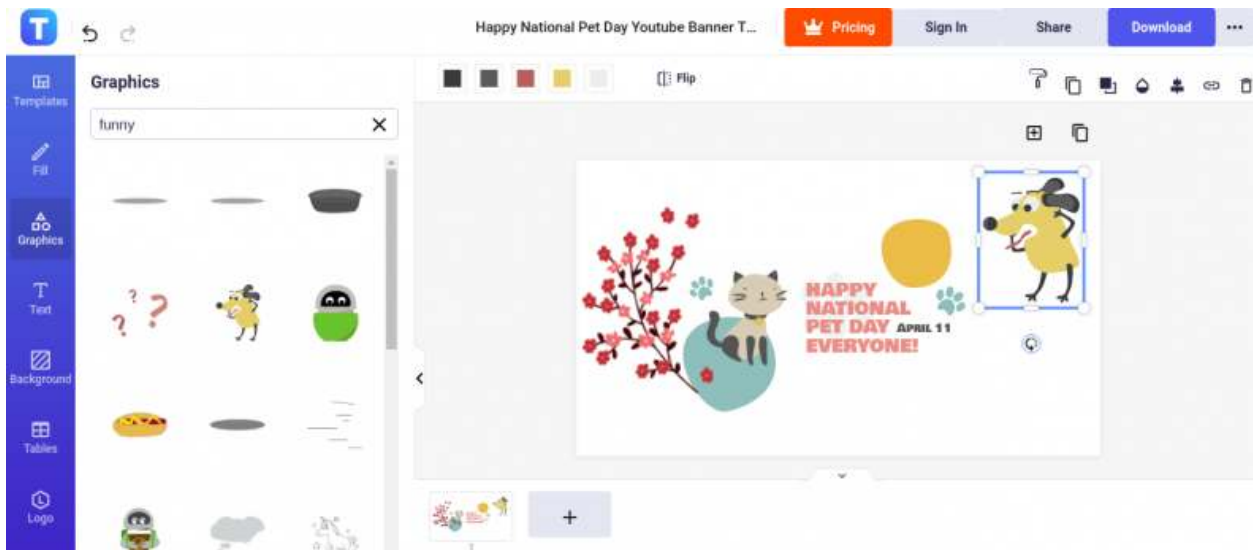 T
Happy National Pet Day Youtube Banner T...
Pricing
Sign In
Share
Download
Templates
Fill
Graphics
Text
Background
Tables
Logo
Graphics
funny
Flip
HAPPY
NATIONAL
PET DAY
EVERYONE!
APRIL 11